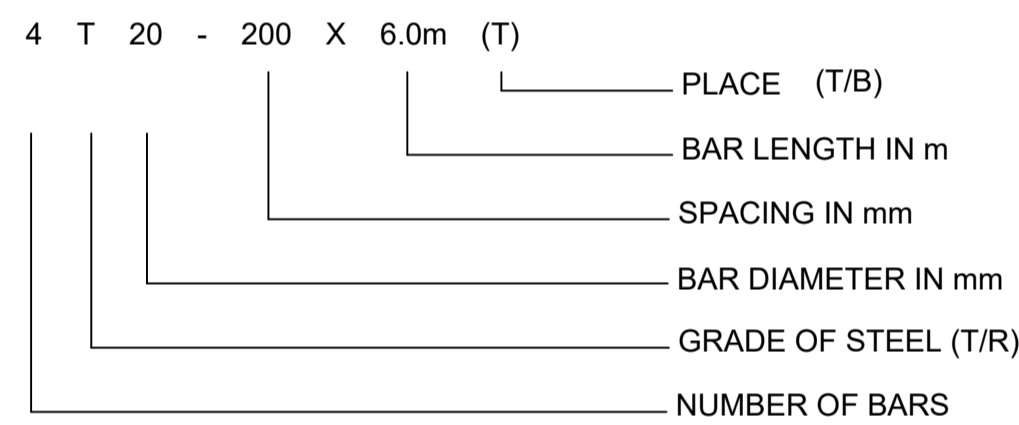 4 T 20 - 200 X 6.0m (T)
PLACE (T/B)
BAR LENGTH IN m
SPACING IN mm
BAR DIAMETER IN mm
GRADE OF STEEL (T/R)
NUMBER OF BARS